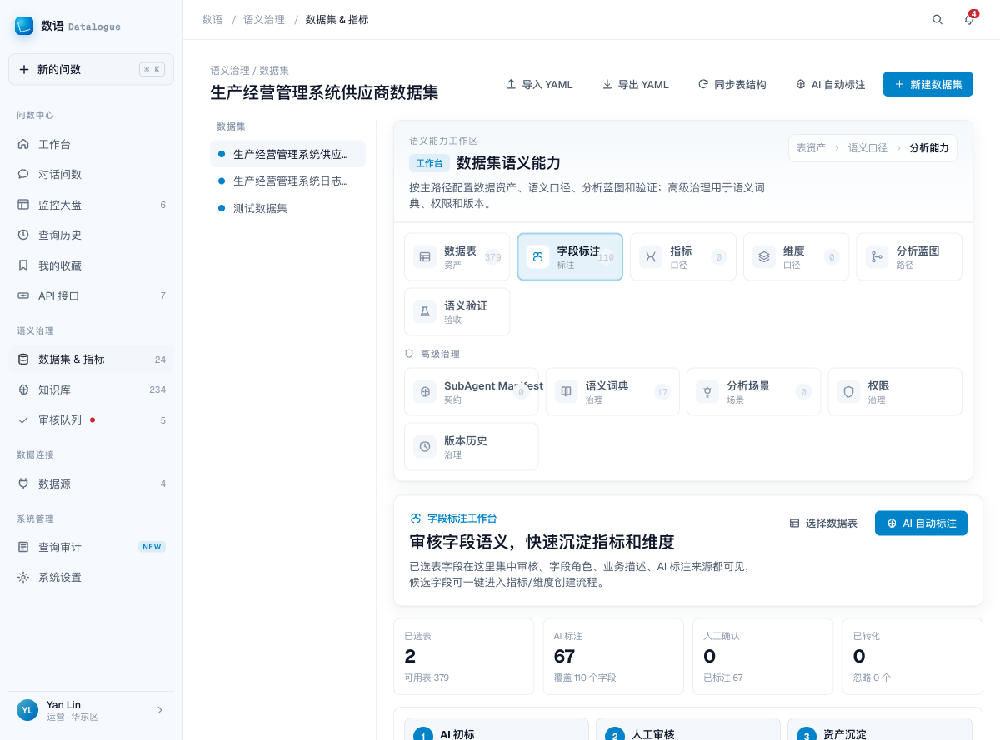 数语 Datalogue
新的问数 ⌘ K
问数中心
工作台
对话问数
监控大盘 6
查询历史
我的收藏
API 接口 7
语义治理
数据集 & 指标 24
知识库 234
审核队列 5
数据连接
数据源 4
系统管理
查询审计 NEW
系统设置
YL Yan Lin
运营 · 华东区
数语 / 语义治理 / 数据集 & 指标
4
语义治理 / 数据集
生产经营管理系统供应商数据集
导入 YAML
导出 YAML
同步表结构
AI 自动标注
新建数据集
数据集
生产经营管理系统供应...
生产经营管理系统日志...
测试数据集
语义能力工作区
工作台 数据集语义能力
按主路径配置数据资产、语义口径、分析蓝图和验证；高级治理用于语义词
典、权限和版本。
表资产 > 语义口径 > 分析能力
数据表 379
资产
字段标注 110
标注
指标 0
口径
维度 0
口径
分析蓝图
路径
语义验证
验收
高级治理
SubAgent Manifest 0
契约
语义词典 17
治理
分析场景 0
场景
权限
治理
版本历史
治理
字段标注工作台
审核字段语义，快速沉淀指标和维度
已选表字段在这里集中审核。字段角色、业务描述、AI 标注来源都可见，
候选字段可一键进入指标/维度创建流程。
选择数据表
AI 自动标注
已选表
2
可用表 379
AI 标注
67
覆盖 110 个字段
人工确认
0
已标注 67
已转化
0
忽略 0 个
1 AI 初标
2 人工审核
3 资产沉淀